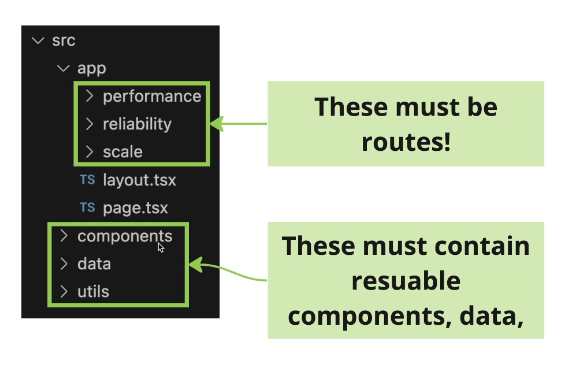 src
app
performance
reliability
scale
TS layout.tsx
TS page.tsx
components
data
utils
These must be
routes!
These must contain
resuable
components, data,